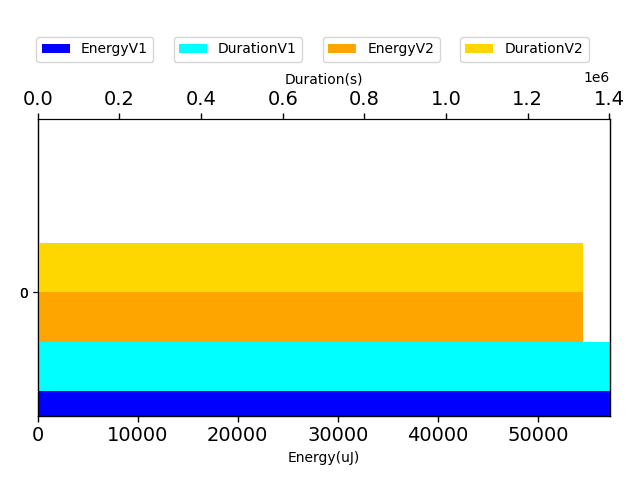 EnergyV1 DurationV1 EnergyV2 DurationV2
Duration(s)
1e6
0.0 0.2 0.4 0.6 0.8 1.0 1.2 1.4
0
0 10000 20000 30000 40000 50000
Energy(uJ)